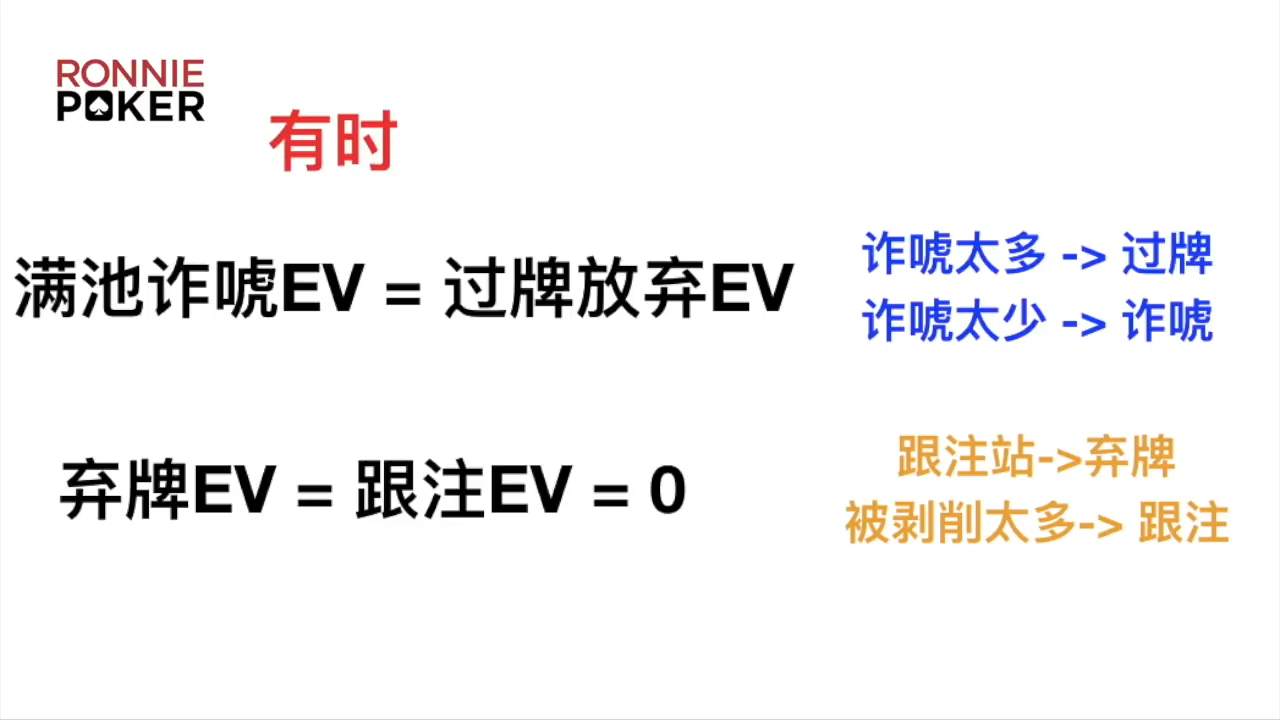 RONNIE
POKER
有时
满池诈唬EV = 过牌放弃EV
诈唬太多 -> 过牌
诈唬太少 -> 诈唬
弃牌EV = 跟注EV = 0
跟注站->弃牌
被剥削太多-> 跟注